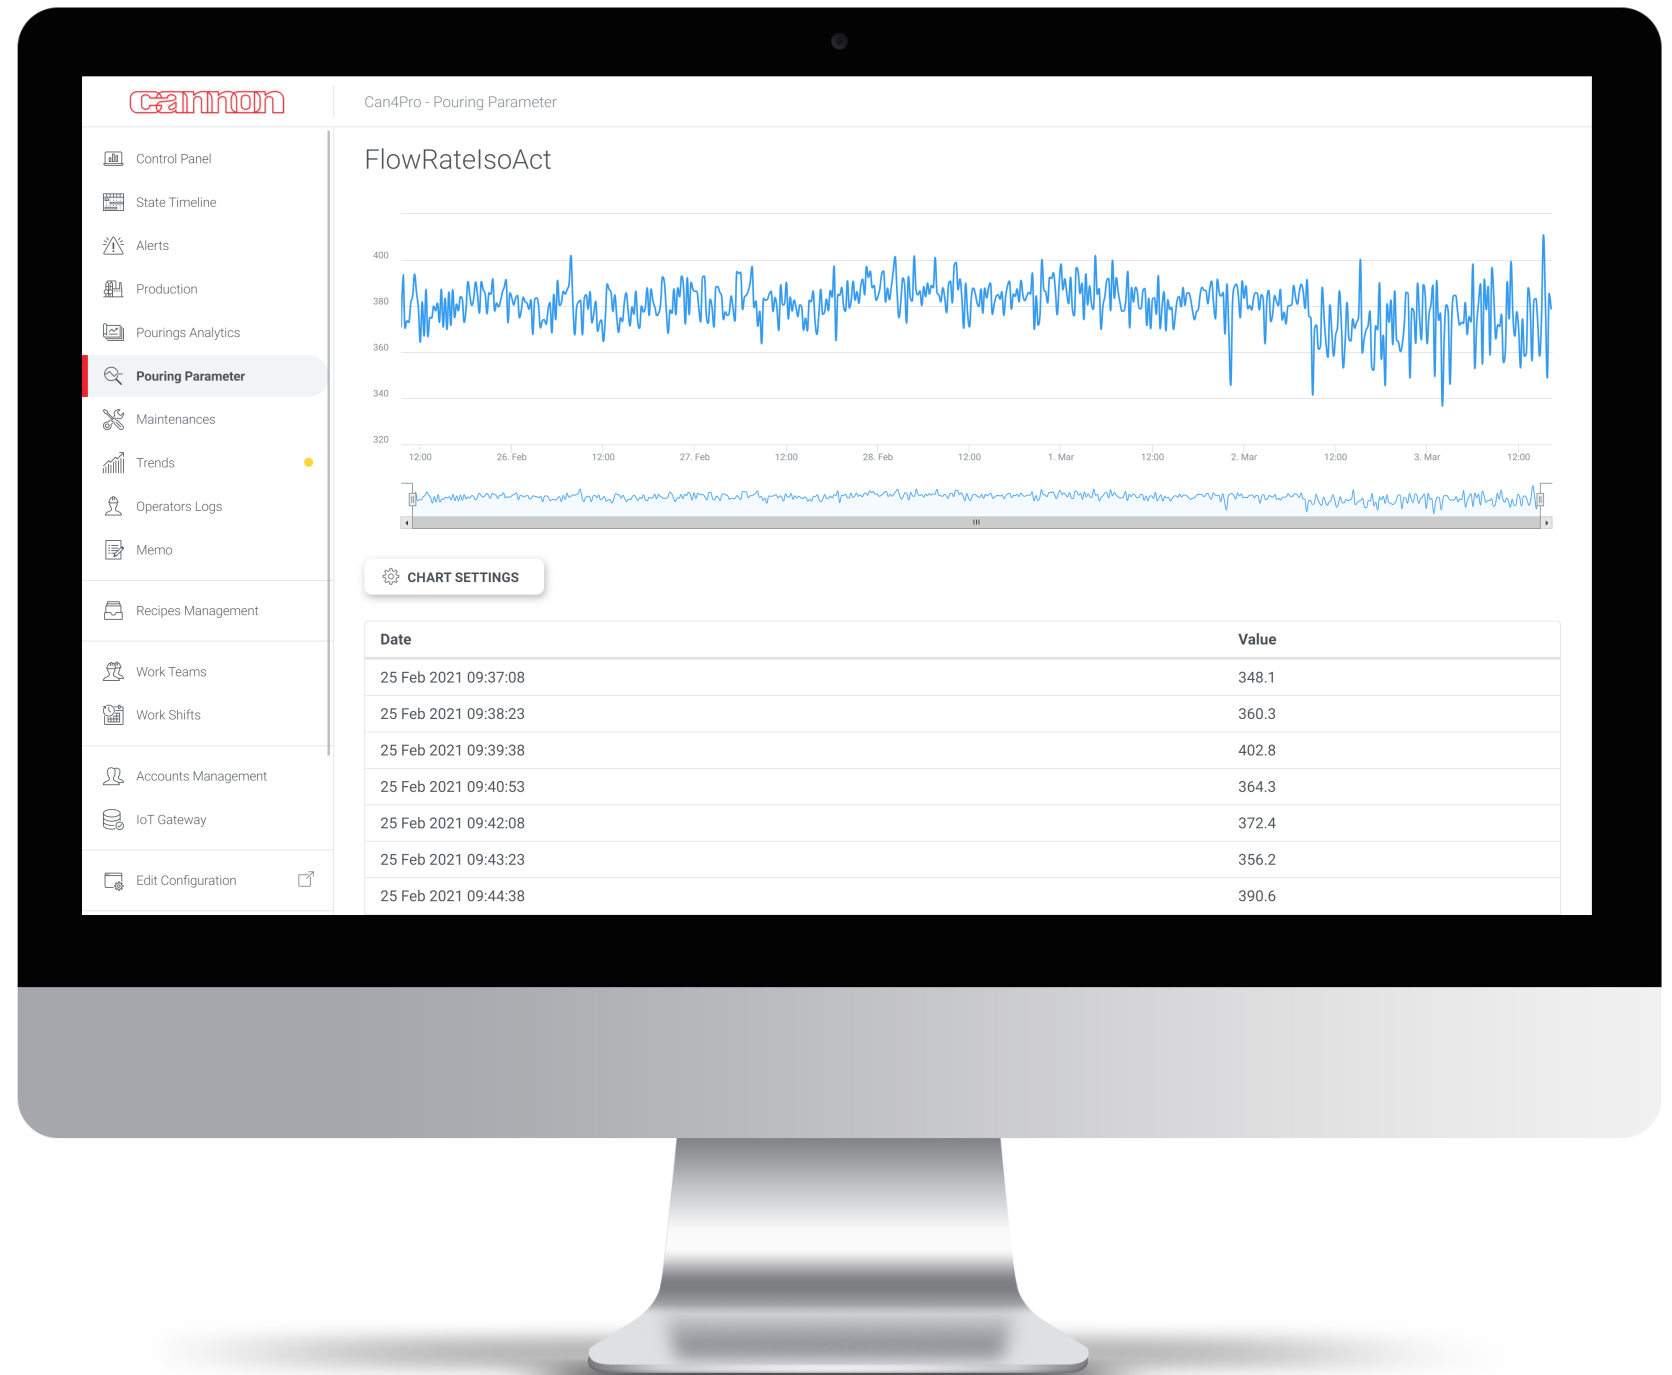 cannon
Can4Pro - Pouring Parameter
Control Panel
State Timeline
Alerts
Production
Pourings Analytics
Pouring Parameter
Maintenances
Trends
Operators Logs
Memo
Recipes Management
Work Teams
Work Shifts
Accounts Management
IoT Gateway
Edit Configuration
FlowRateIsoAct
400
380
360
340
320
12:00 26. Feb 12:00 27. Feb 12:00 28. Feb 12:00 1. Mar 12:00 2. Mar 12:00 3. Mar 12:00
CHART SETTINGS
Date Value
25 Feb 2021 09:37:08 348.1
25 Feb 2021 09:38:23 360.3
25 Feb 2021 09:39:38 402.8
25 Feb 2021 09:40:53 364.3
25 Feb 2021 09:42:08 372.4
25 Feb 2021 09:43:23 356.2
25 Feb 2021 09:44:38 390.6